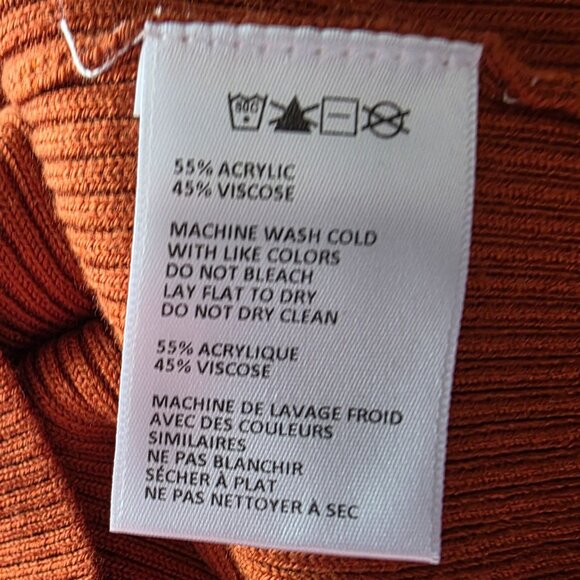 30C
55% ACRYLIC
45% VISCOSE
MACHINE WASH COLD
WITH LIKE COLORS
DO NOT BLEACH
LAY FLAT TO DRY
DO NOT DRY CLEAN
55% ACRYLIQUE
45% VISCOSE
MACHINE DE LAVAGE FROID
AVEC DES COULEURS
SIMILAIRES
NE PAS BLANCHIR
SÉCHER À PLAT
NE PAS NETTOYER À SEC